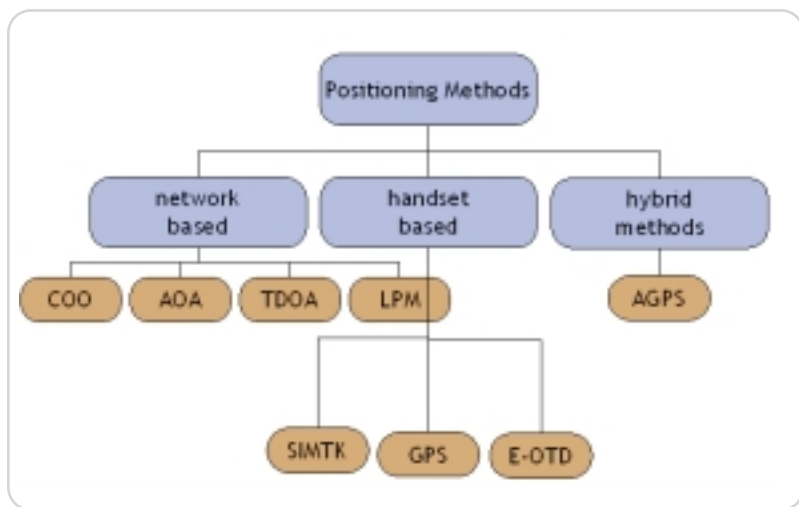 Positioning Methods
network
based
handset
based
hybrid
methods
COO
AOA
TDOA
LPM
AGPS
SIMTK
GPS
E-OTD